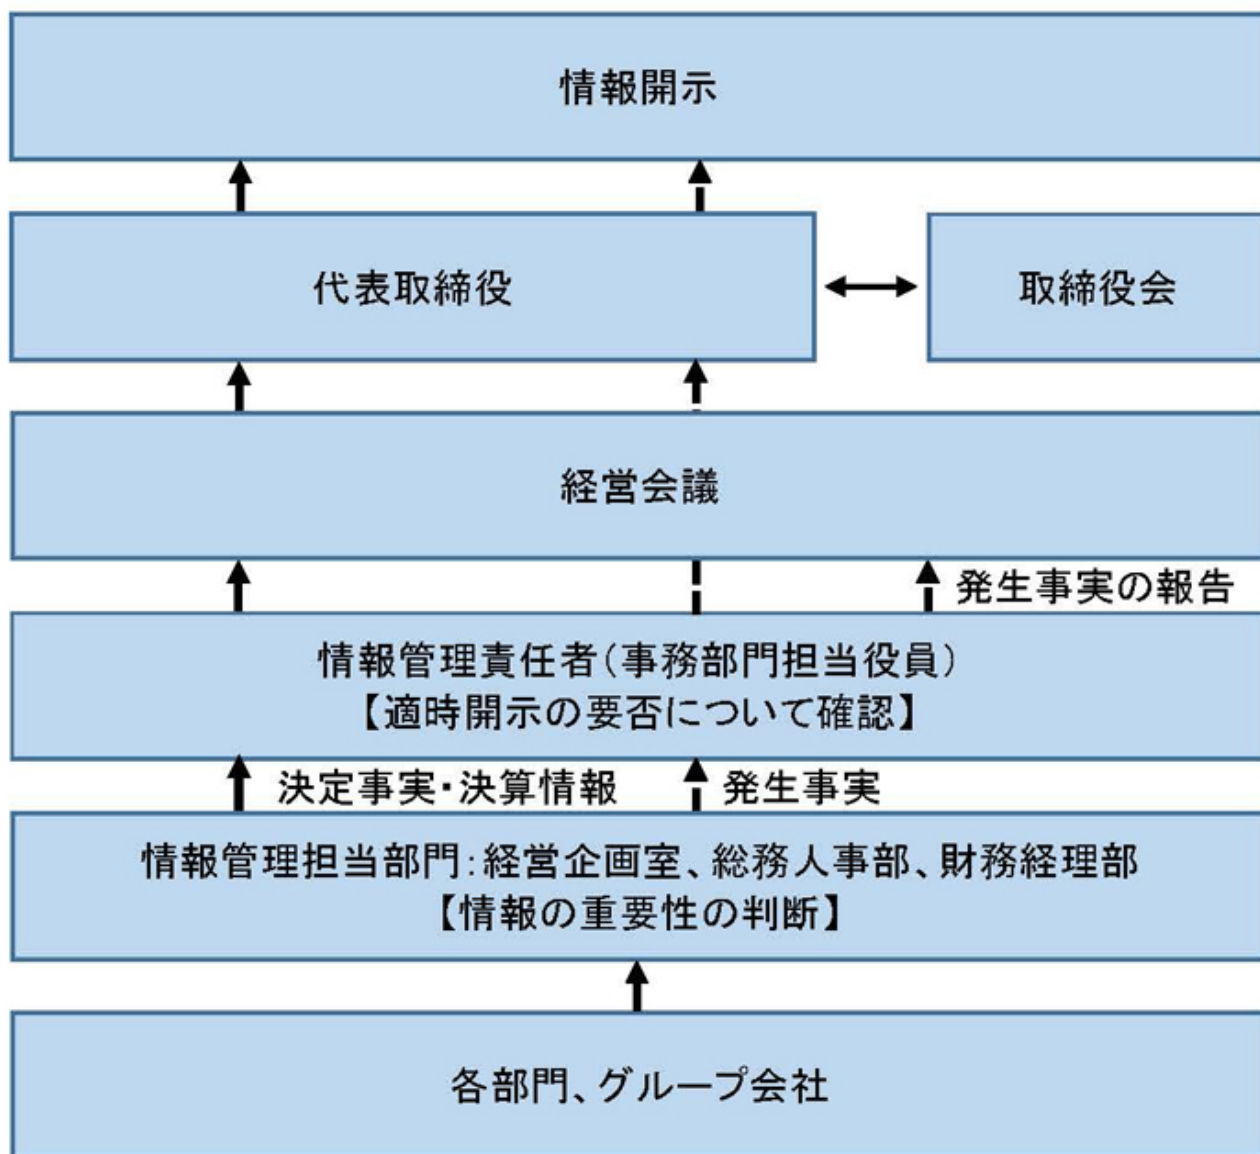 情報開示
代表取締役
取締役会
経営会議
発生事実の報告
情報管理責任者(事務部門担当役員)
【適時開示の要否について確認】
決定事実・決算情報
発生事実
情報管理担当部門:経営企画室、総務人事部、財務経理部
【情報の重要性の判断】
各部門、グループ会社